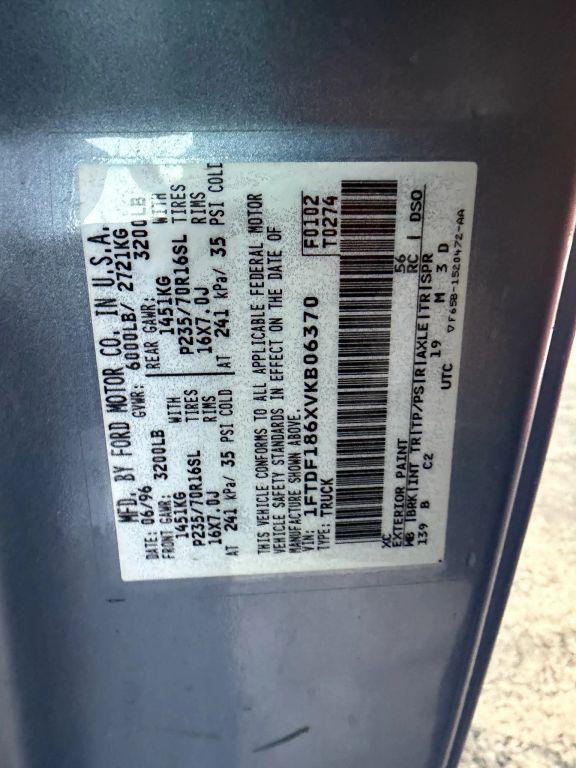 MFD. BY FORD MOTOR CO. IN U.S.A.
DATE: 06/96 GVWR: 6000LB/ 2721KG
FRONT GAWR: 3200LB REAR GAWR: 3200LB
1451KG WITH 1451KG WITH
P235/70R16SL TIRES P235/70R16SL TIRES
16X7.0J RIMS 16X7.0J RIMS
AT 241 kPa/ 35 PSI COLD AT 241 kPa/ 35 PSI COLD
THIS VEHICLE CONFORMS TO ALL APPLICABLE FEDERAL MOTOR
VEHICLE SAFETY STANDARDS IN EFFECT ON THE DATE OF
MANUFACTURE SHOWN ABOVE.
VIN: 1FTDF186XVKB06370 F0102
TYPE: TRUCK T0274
XC 56
EXTERIOR PAINT RC DSO
WB BRK INT TR TP/PS R AXLE TR SPR
139 B C2 19 M 3 D
UTC ▽F65B-1520472-AA